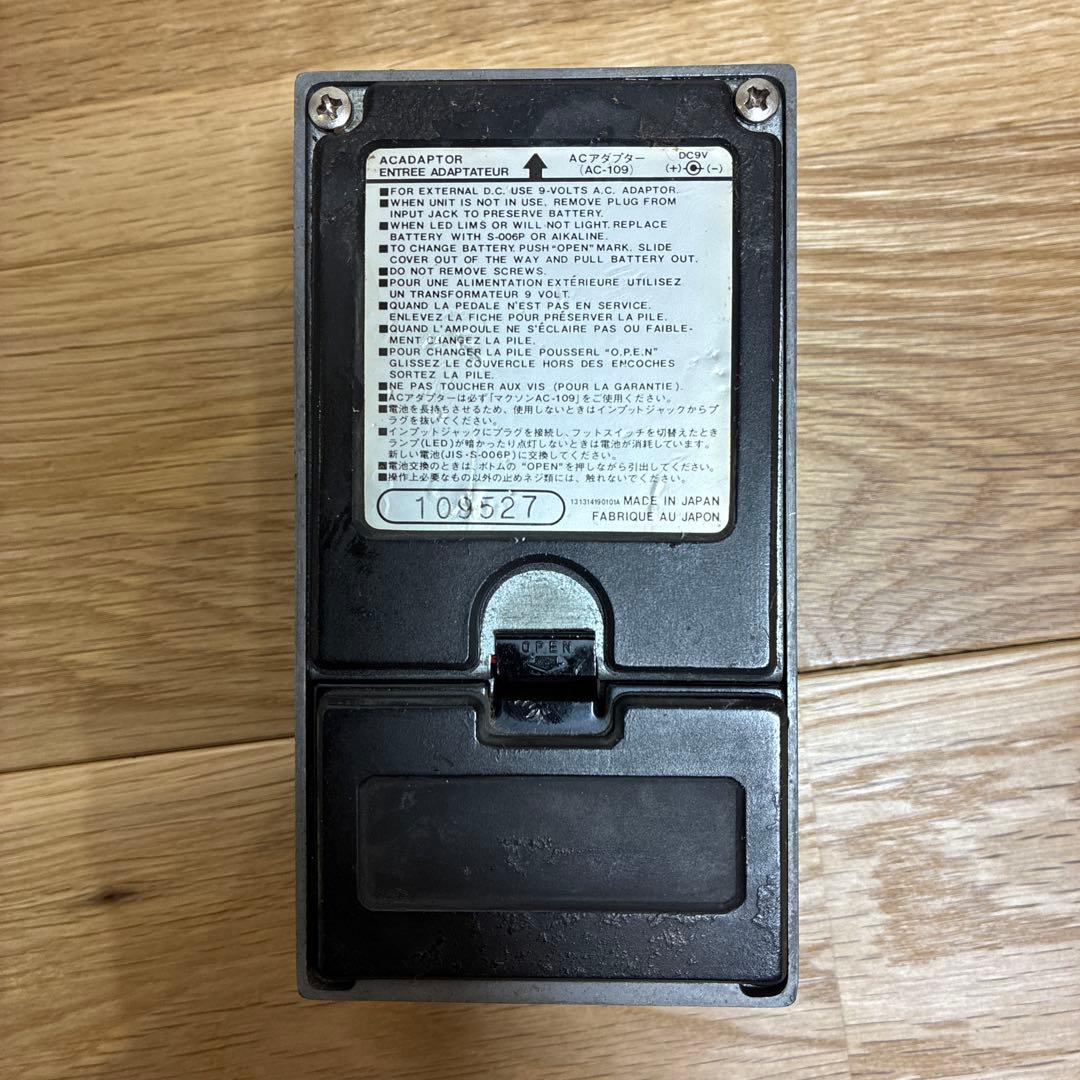 ACADAPTOR
ENTREE ADAPTATEUR
ACアダプター
(AC-109)
DC9V
(+) (-)
■FOR EXTERNAL D.C. USE 9-VOLTS A.C. ADAPTOR.
■WHEN UNIT IS NOT IN USE, REMOVE PLUG FROM
INPUT JACK TO PRESERVE BATTERY.
■WHEN LED LIMS OR WILL NOT LIGHT. REPLACE
BATTERY WITH S-006P OR AIKALINE.
■TO CHANGE BATTERY. PUSH "OPEN" MARK. SLIDE
COVER OUT OF THE WAY AND PULL BATTERY OUT.
■DO NOT REMOVE SCREWS.
■POUR UNE ALIMENTATION EXTÉRIEURE UTILISEZ
UN TRANSFORMATEUR 9 VOLT.
■QUAND LA PEDALE N'EST PAS EN SERVICE.
ENLEVEZ LA FICHE POUR PRÉSERVER LA PILE.
■QUAND L'AMPOULE NE S'ÉCLAIRE PAS OU FAIBLE-
MENT CHANGEZ LA PILE.
■POUR CHANGER LA PILE POUSSERL "O.P.E.N"
GLISSEZ LE COUVERCLE HORS DES ENCOCHES
SORTEZ LA PILE.
■NE PAS TOUCHER AUX VIS (POUR LA GARANTIE).
■ACアダプターは必ず「マクソンAC-109」をご使用ください。
■電池を長持ちさせるため、使用しないときはインプットジャックからプ
ラグを抜いてください。
■インプットジャックにプラグを接続し、フットスイッチを切替えたとき
ランプ(LED)が暗かったり点灯しないときは電池が消耗しています。
新しい電池(JIS-S-006P)に交換してください。
■電池交換のときは、ボトムの "OPEN"を押しながら引出してください。
■操作上必要なもの以外の止めネジ類には、触れないでください。
109527
131314190101A MADE IN JAPAN
FABRIQUE AU JAPON
OPEN